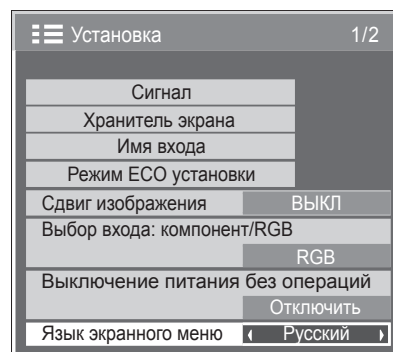 Установка 1/2
Сигнал
Хранитель экрана
Имя входа
Режим ECO установки
Сдвиг изображения ВЫКЛ
Выбор входа: компонент/RGB
RGB
Выключение питания без операций
Отключить
Язык экранного меню Русский